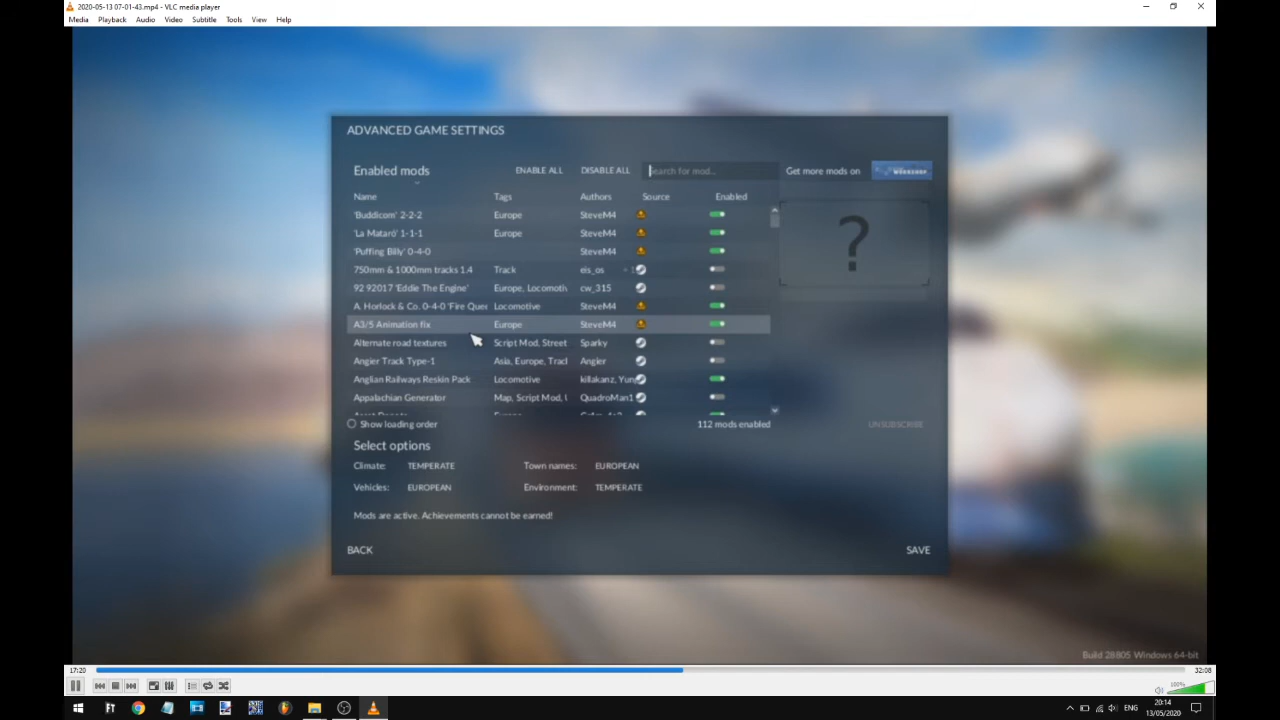 2020-05-13 07-01-43.mp4 - VLC media player
Media Playback Audio Video Subtitle Tools View Help
ADVANCED GAME SETTINGS
Enabled mods ENABLE ALL DISABLE ALL Search for mod... Get more mods on WORKSHOP
Name Tags Authors Source Enabled
'Buddicom' 2-2-2 Europe SteveM4
'La Mataró' 1-1-1 Europe SteveM4
'Puffing Billy' 0-4-0 SteveM4
750mm & 1000mm tracks 1.4 Track eis_os
92 92017 'Eddie The Engine' Europe, Locomoti cw_315
A. Horlock & Co. 0-4-0 'Fire Quee Locomotive SteveM4
A3/5 Animation fix Europe SteveM4
Alternate road textures Script Mod, Street Sparky
Angier Track Type-1 Asia, Europe, Tracl Angier
Anglian Railways Reskin Pack Locomotive killakanz, Yun
Appalachian Generator Map, Script Mod, QuadroMan1
Show loading order 112 mods enabled UNSUBSCRIBE
Select options
Climate: TEMPERATE Town names: EUROPEAN
Vehicles: EUROPEAN Environment: TEMPERATE
Mods are active. Achievements cannot be earned!
BACK SAVE
Build 28805 Windows 64-bit
17:20 32:08
100%
ENG 20:14
13/05/2020